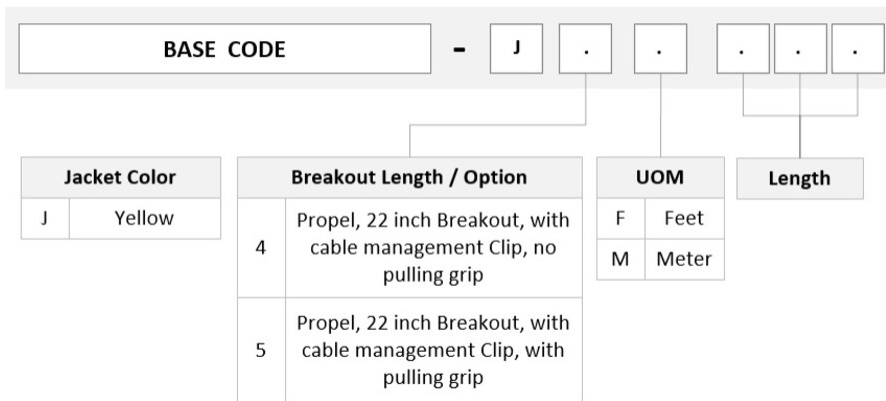 BASE CODE - J . . . . .
Jacket Color
J Yellow
Breakout Length / Option
4 Propel, 22 inch Breakout, with
cable management Clip, no
pulling grip
5 Propel, 22 inch Breakout, with
cable management Clip, with
pulling grip
UOM
F Feet
M Meter
Length